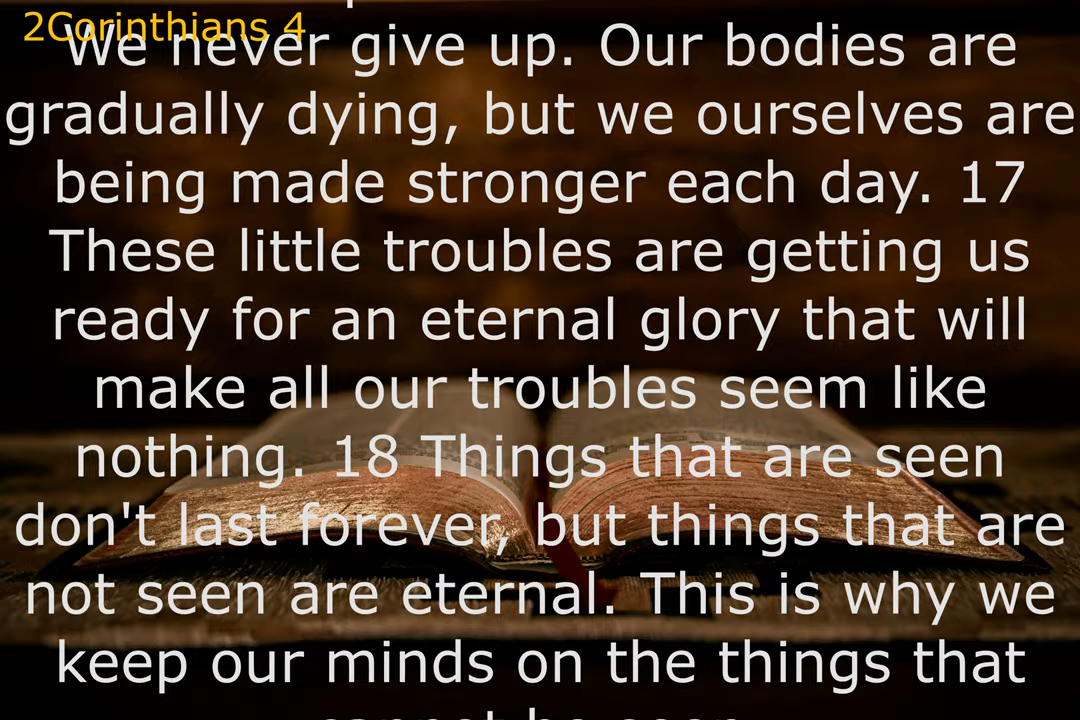 2Corinthians 4
We never give up. Our bodies are
gradually dying, but we ourselves are
being made stronger each day. 17
These little troubles are getting us
ready for an eternal glory that will
make all our troubles seem like
nothing. 18 Things that are seen
don't last forever, but things that are
not seen are eternal. This is why we
keep our minds on the things that
cannot be seen.